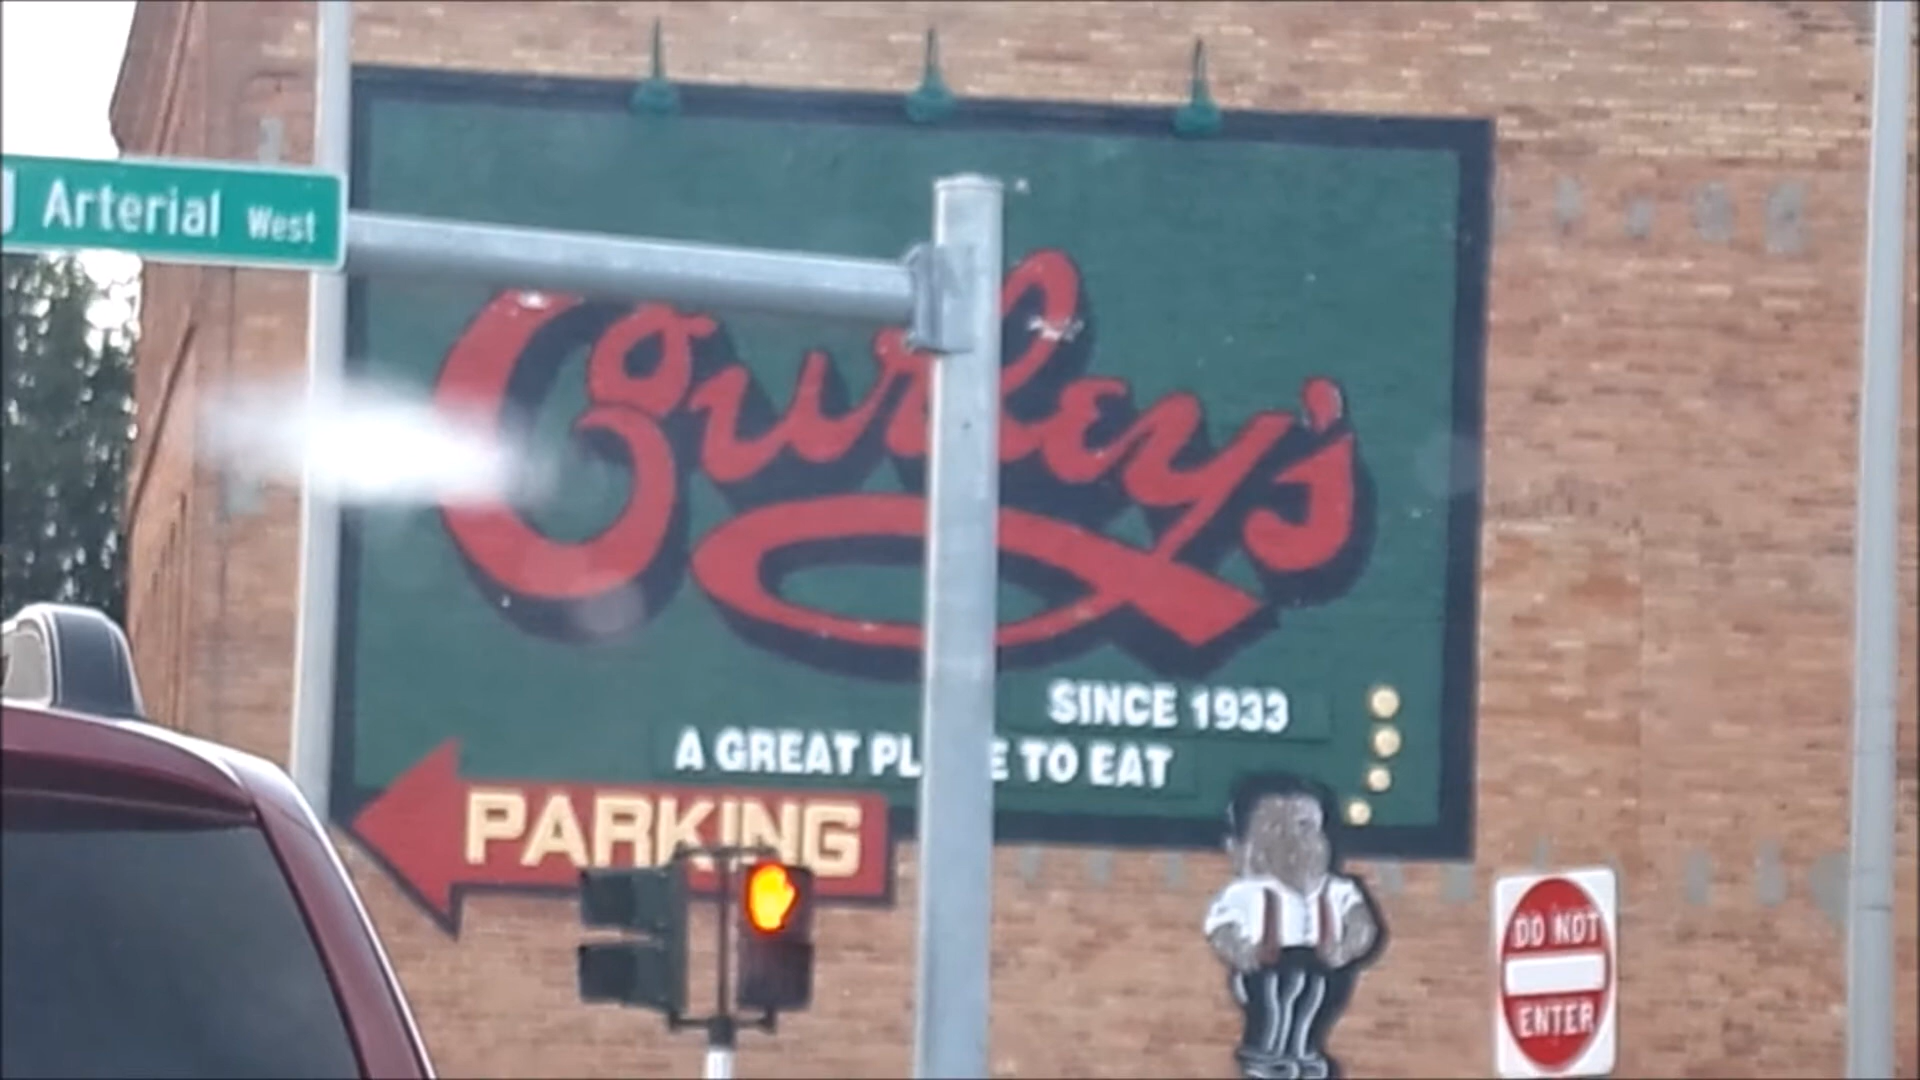 Arterial West
Curley's
SINCE 1933
A GREAT PL E TO EAT
PARKING
DO NOT
ENTER